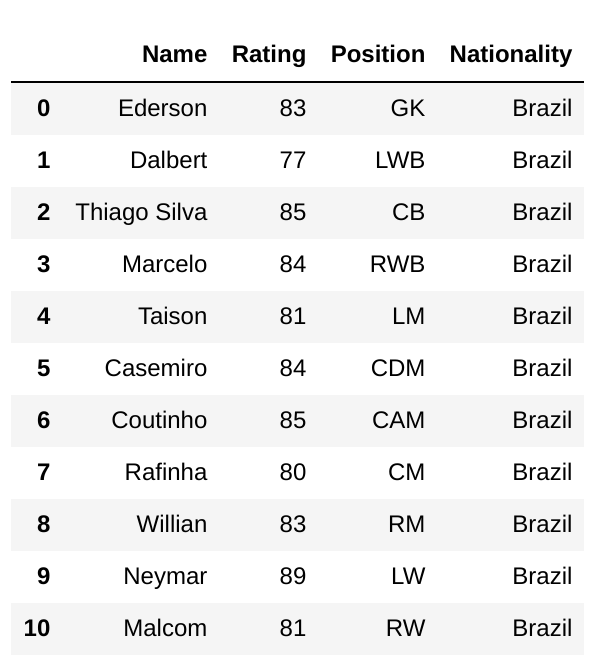 Name Rating Position Nationality
0 Ederson 83 GK Brazil
1 Dalbert 77 LWB Brazil
2 Thiago Silva 85 CB Brazil
3 Marcelo 84 RWB Brazil
4 Taison 81 LM Brazil
5 Casemiro 84 CDM Brazil
6 Coutinho 85 CAM Brazil
7 Rafinha 80 CM Brazil
8 Willian 83 RM Brazil
9 Neymar 89 LW Brazil
10 Malcom 81 RW Brazil